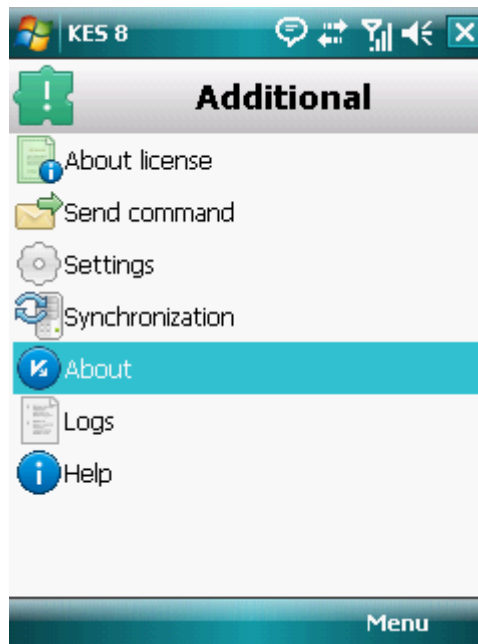 KES 8
Additional
About license
Send command
Settings
Synchronization
About
Logs
Help
Menu